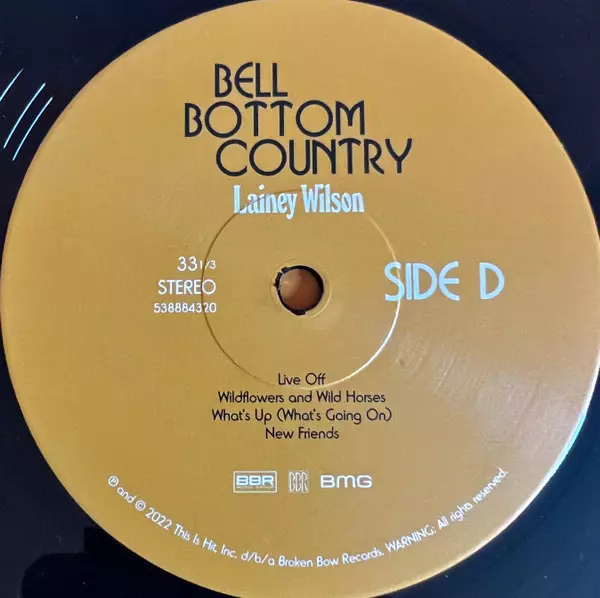 BELL
BOTTOM
COUNTRY
Lainey Wilson
33 1/3
STEREO
538884320
SIDE D
Live Off
Wildflowers and Wild Horses
What's Up (What's Going On)
New Friends
BBR
BBR
BMG
℗ and © 2022 This Is Hit, Inc. d/b/a Broken Bow Records. WARNING: All rights reserved.